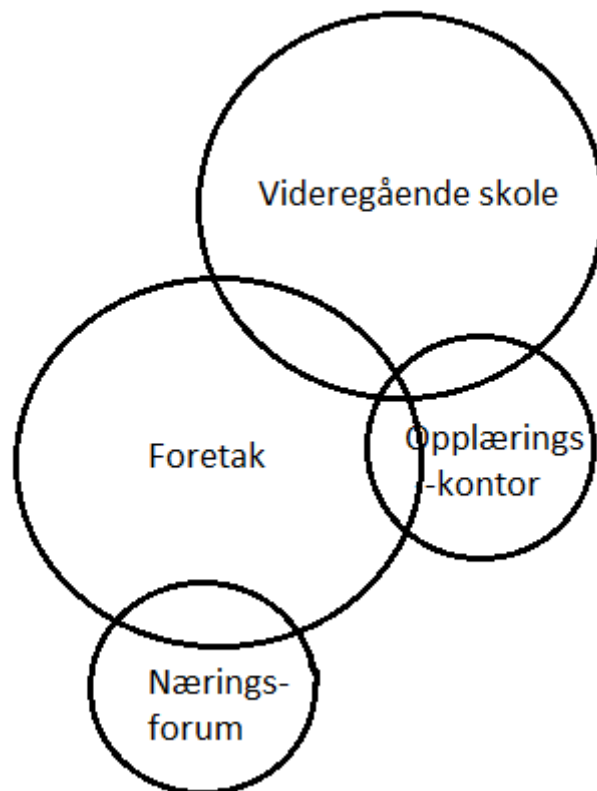 Videregående skole
Foretak
Opplærings
-kontor
Nærings-
forum